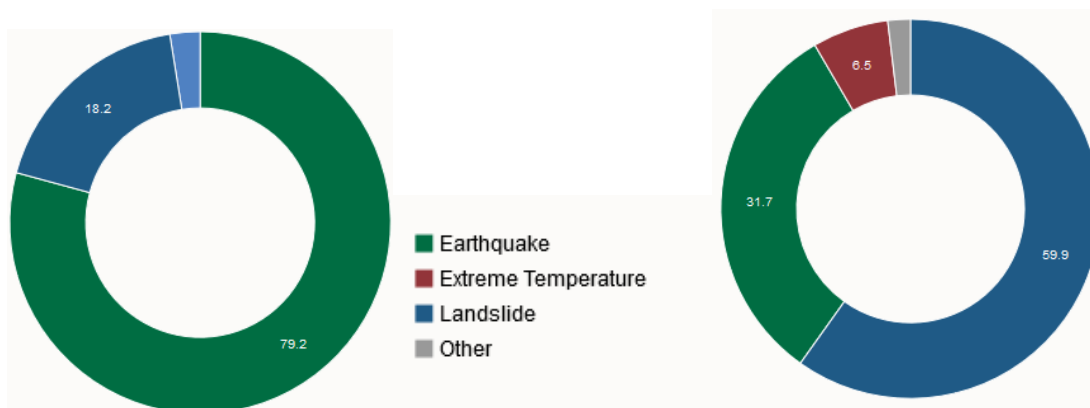 18.2
79.2
Earthquake
Extreme Temperature
Landslide
Other
6.5
31.7
59.9